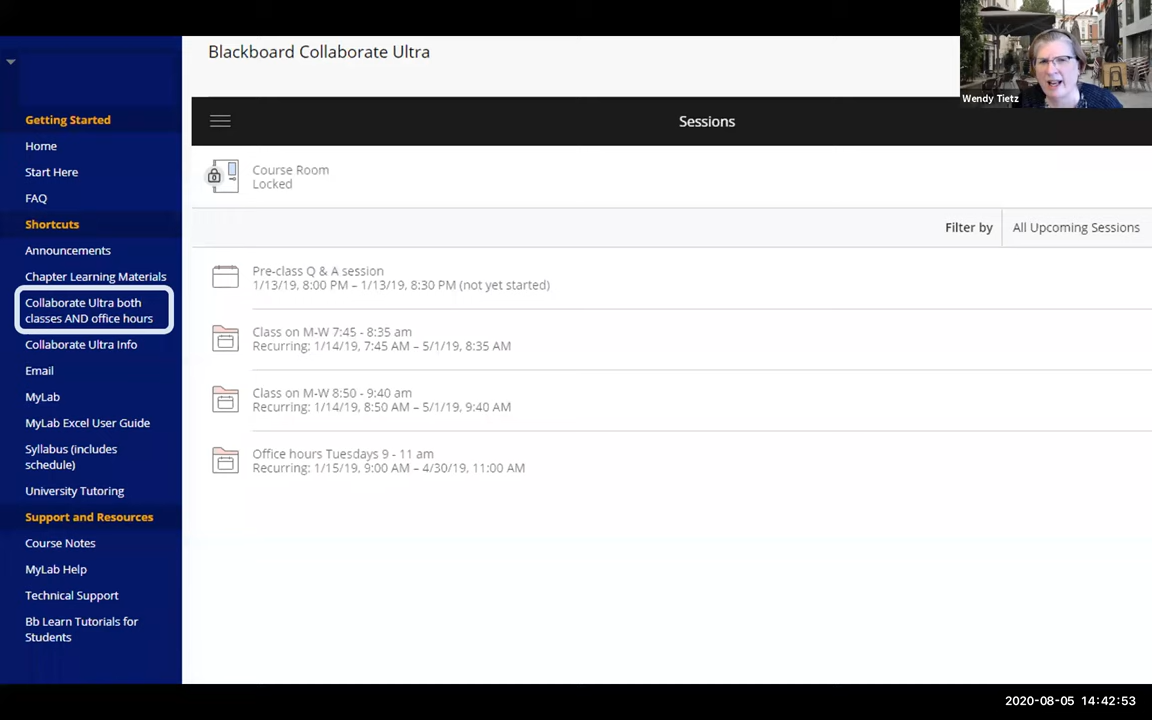 Blackboard Collaborate Ultra
Wendy Tietz
Getting Started
Home
Start Here
FAQ
Shortcuts
Announcements
Chapter Learning Materials
Collaborate Ultra both
classes AND office hours
Collaborate Ultra Info
Email
MyLab
MyLab Excel User Guide
Syllabus (includes
schedule)
University Tutoring
Support and Resources
Course Notes
MyLab Help
Technical Support
Bb Learn Tutorials for
Students
Sessions
Course Room
Locked
Filter by All Upcoming Sessions
Pre-class Q & A session
1/13/19, 8:00 PM – 1/13/19, 8:30 PM (not yet started)
Class on M-W 7:45 - 8:35 am
Recurring: 1/14/19, 7:45 AM – 5/1/19, 8:35 AM
Class on M-W 8:50 - 9:40 am
Recurring: 1/14/19, 8:50 AM – 5/1/19, 9:40 AM
Office hours Tuesdays 9 - 11 am
Recurring: 1/15/19, 9:00 AM – 4/30/19, 11:00 AM
2020-08-05 14:42:53